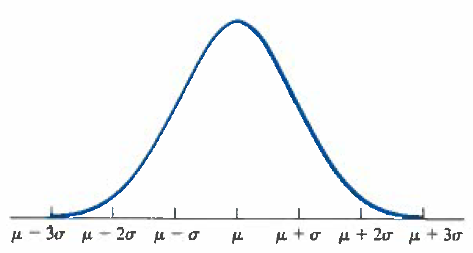 μ − 3σ μ − 2σ μ − σ μ μ + σ μ + 2σ μ + 3σ